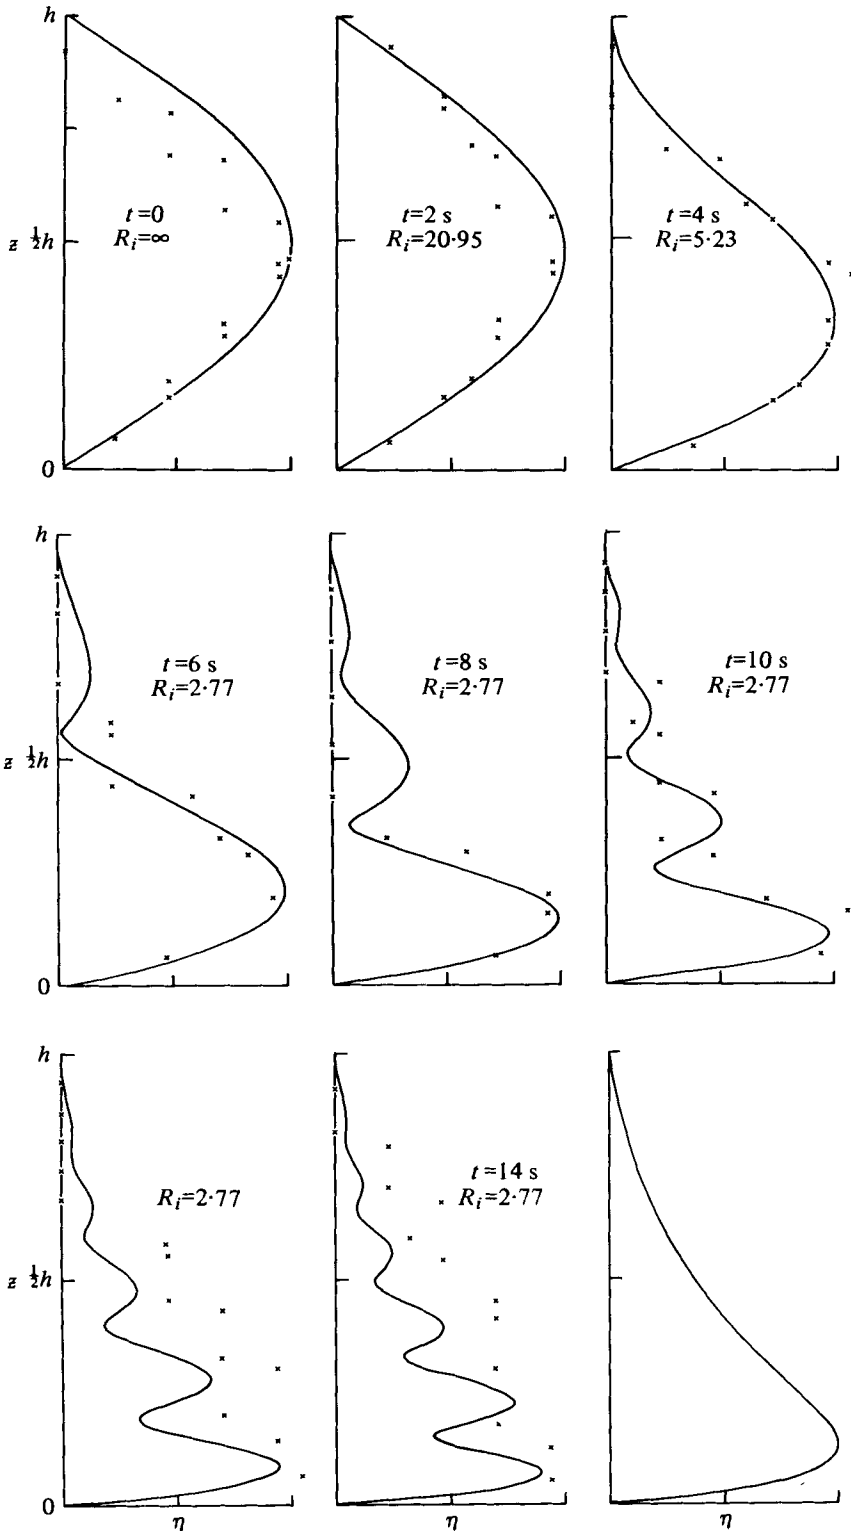 h
t=0
R_i=∞
t=2 s
R_i=20·95
t=4 s
R_i=5·23
z ½h
0
h
t=6 s
R_i=2·77
t=8 s
R_i=2·77
t=10 s
R_i=2·77
z ½h
0
h
R_i=2·77
t=14 s
R_i=2·77
z ½h
0
η
η
η